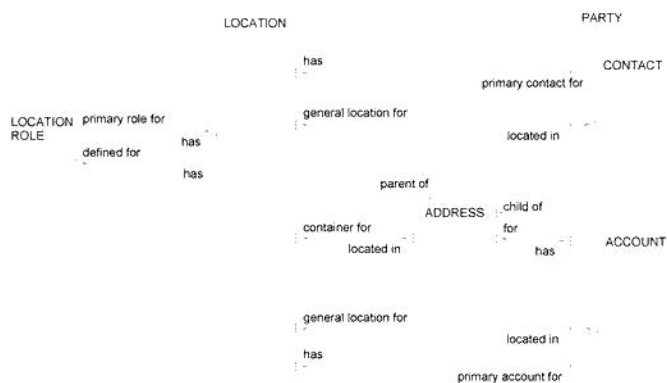 LOCATION
PARTY
has
CONTACT
primary contact for
LOCATION
ROLE
primary role for
general location for
has
located in
defined for
has
parent of
ADDRESS
child of
container for
for
located in
has
ACCOUNT
general location for
located in
has
primary account for